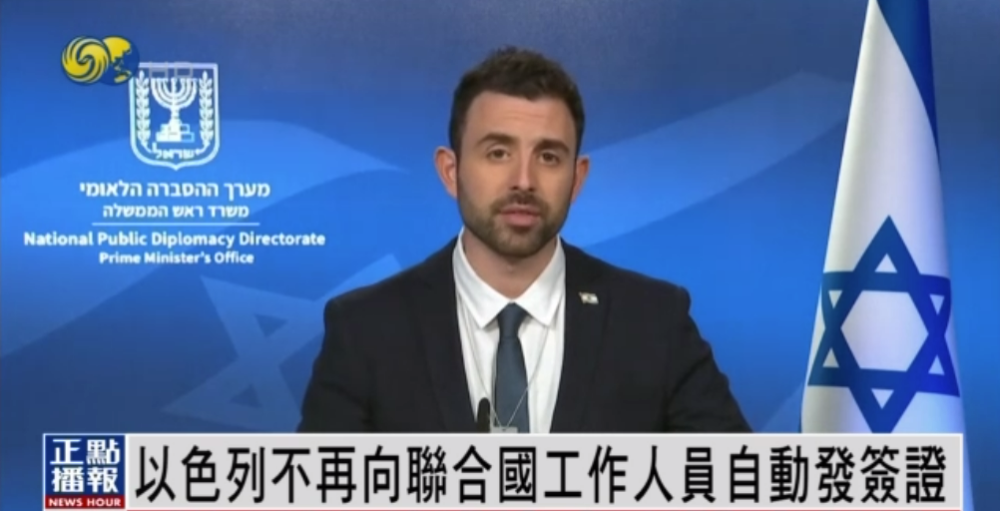 ישראל
מערך ההסברה הלאומי
משרד ראש הממשלה
National Public Diplomacy Directorate
Prime Minister's Office
正點
播報
NEWS HOUR
以色列不再向聯合國工作人員自動發簽證